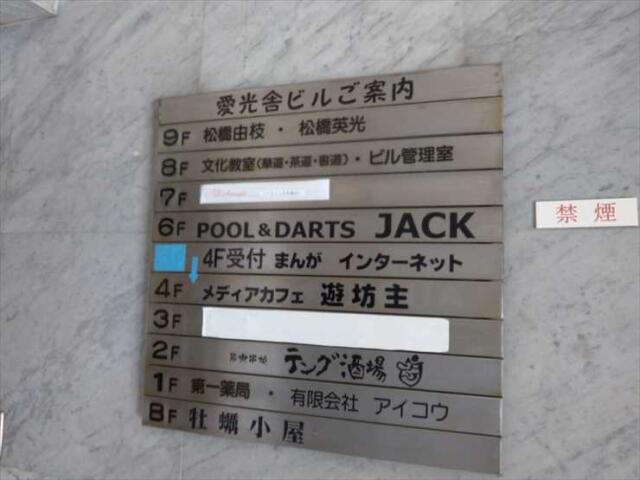 愛光舎ビルご案内
9F 松橋由枝・松橋英光
8F 文化教室(華道・茶道・書道)・ビル管理室
7F
6F POOL&DARTS JACK
4F受付 まんが インターネット
4F メディアカフェ 遊坊主
3F
2F テング酒場
1F 第一薬局・有限会社 アイコウ
BF 牡蠣小屋
禁煙